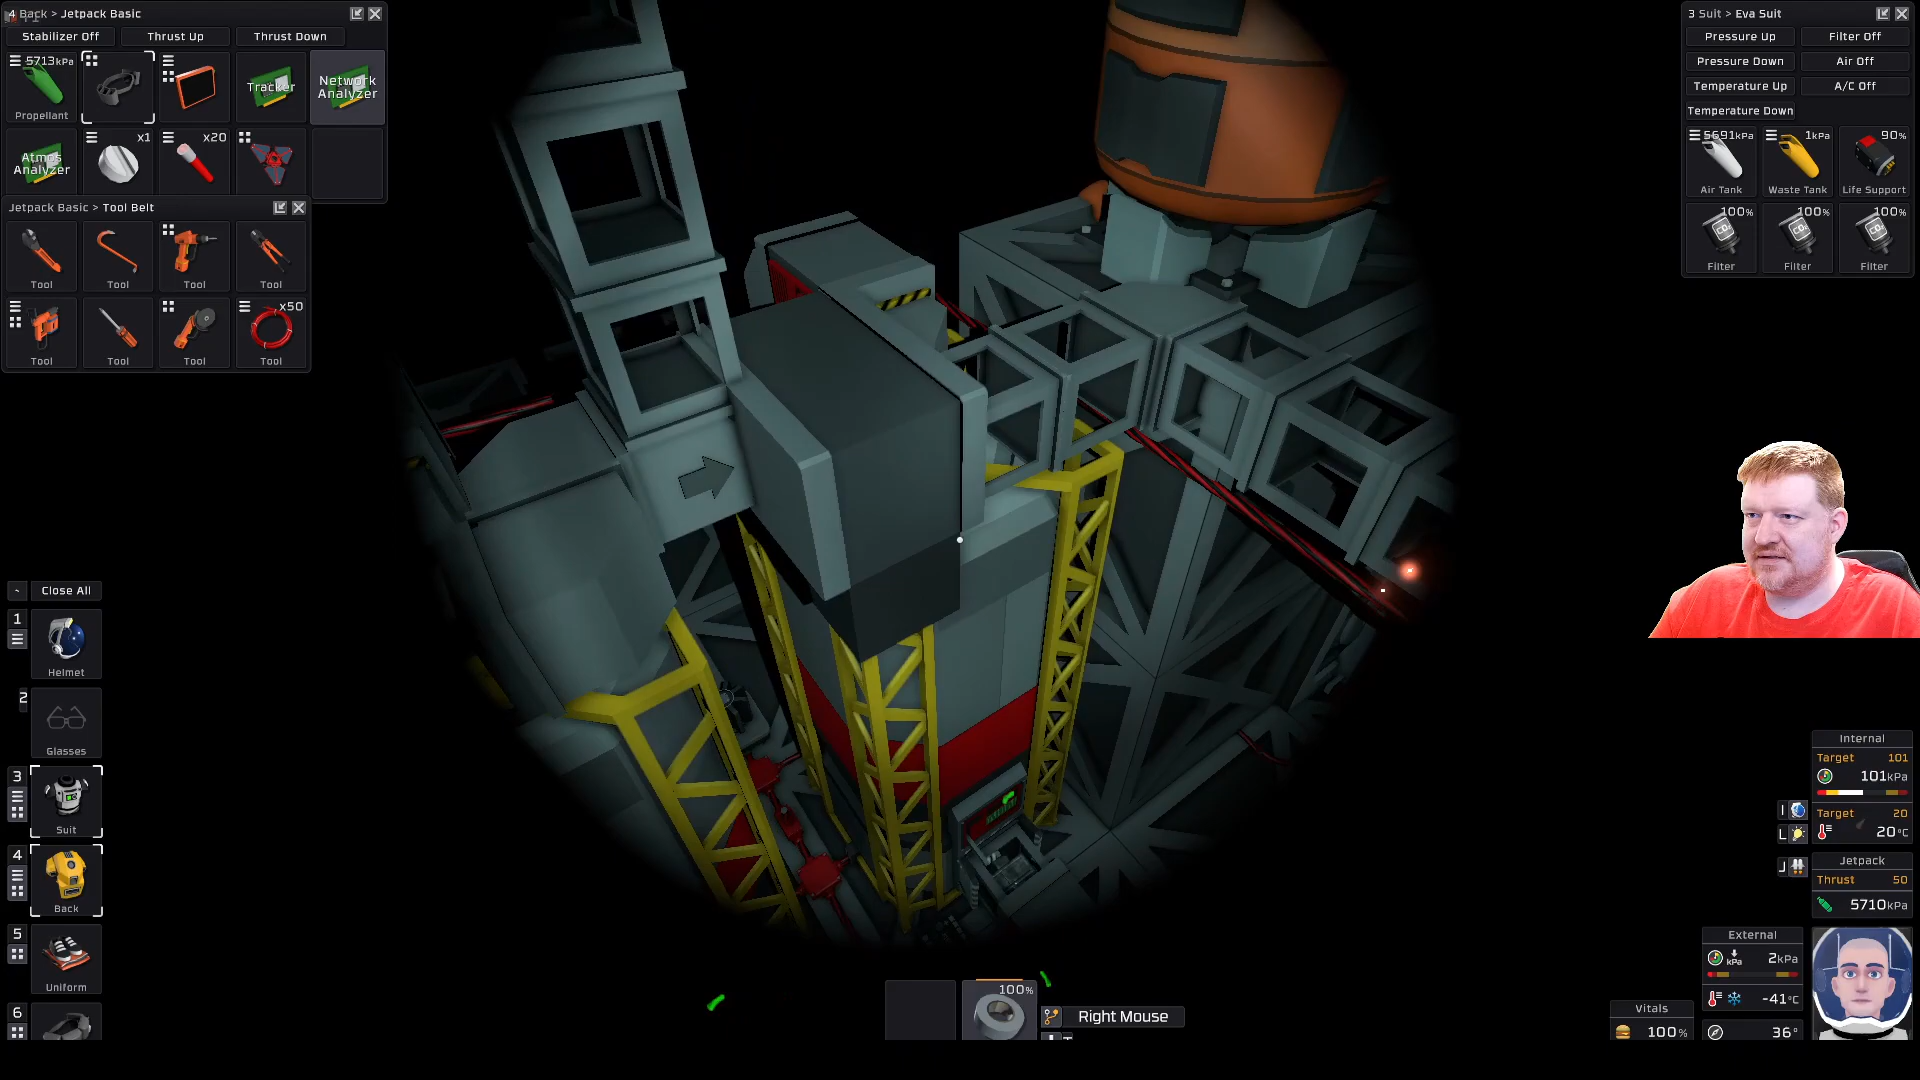 4 Back > Jetpack Basic
Stabilizer Off Thrust Up Thrust Down
5713kPa
Propellant
Tracker
Network
Analyzer
Atmos
Analyzer
x1
x20
Jetpack Basic > Tool Belt
Tool Tool Tool Tool
x50
Tool Tool Tool Tool
3 Suit > Eva Suit
Pressure Up Filter Off
Pressure Down Air Off
Temperature Up A/C Off
Temperature Down
5691kPa 1kPa 90%
Air Tank Waste Tank Life Support
100% 100% 100%
Filter Filter Filter
~ Close All
1
Helmet
2
Glasses
3
Suit
4
Back
5
Uniform
6
Internal
Target 101
101kPa
Target 20
20°C
I
L
J
Jetpack
Thrust 50
5710kPa
External
kPa 2kPa
-41°C
36°
Vitals
100%
100%
Right Mouse